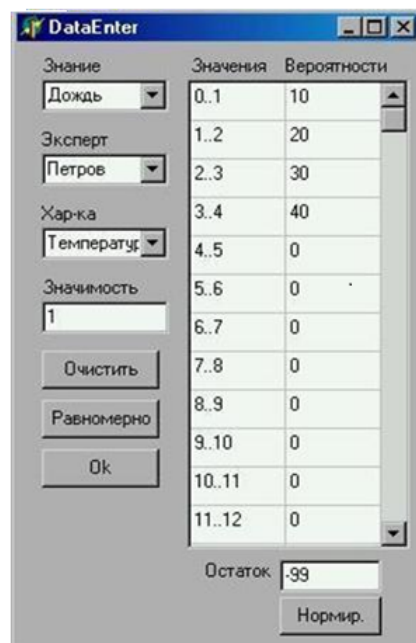 DataEnter
Знание
Дождь
Эксперт
Петров
Хар-ка
Температур
Значимость
1
Очистить
Равномерно
Ok
Значения Вероятности
0..1 10
1..2 20
2..3 30
3..4 40
4..5 0
5..6 0
6..7 0
7..8 0
8..9 0
9..10 0
10..11 0
11..12 0
Остаток -99
Нормир.